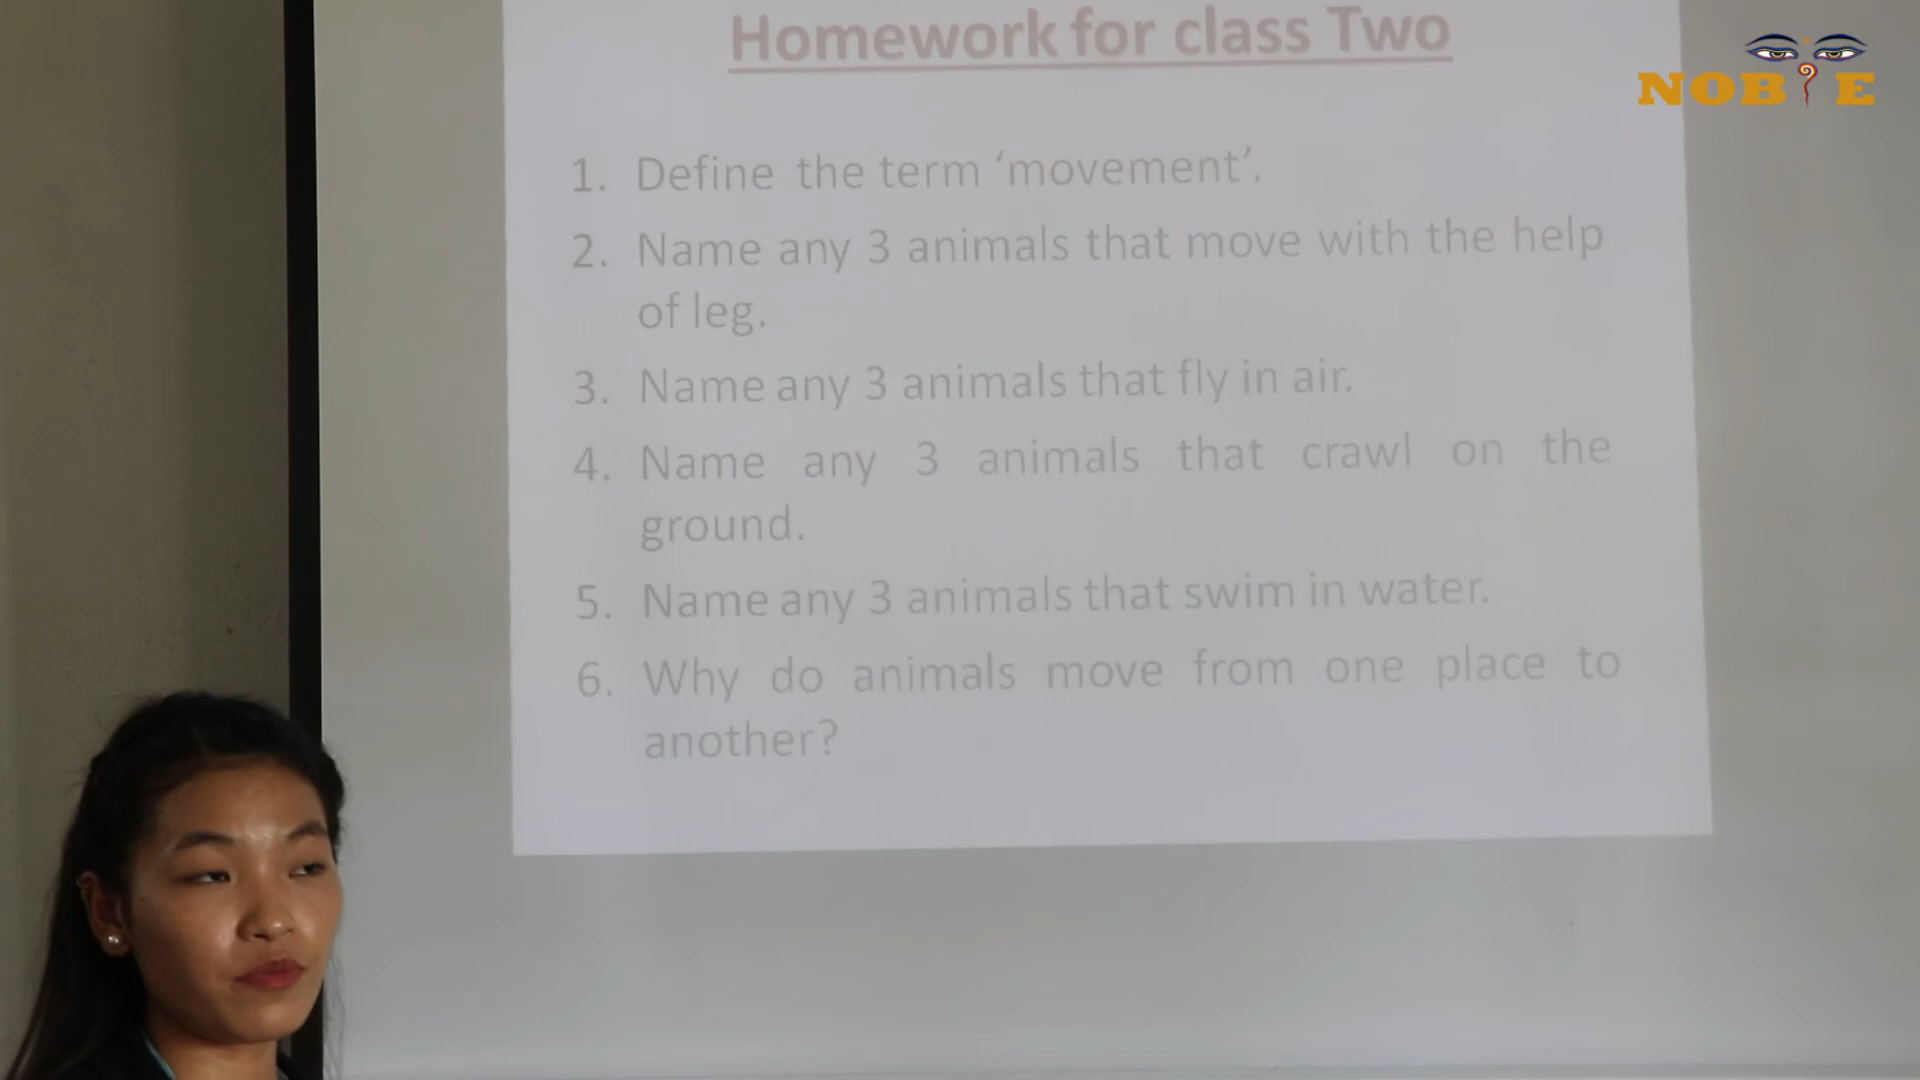 Homework for class Two
NOBLE
1. Define the term ‘movement’.
2. Name any 3 animals that move with the help
of leg.
3. Name any 3 animals that fly in air.
4. Name any 3 animals that crawl on the
ground.
5. Name any 3 animals that swim in water.
6. Why do animals move from one place to
another?